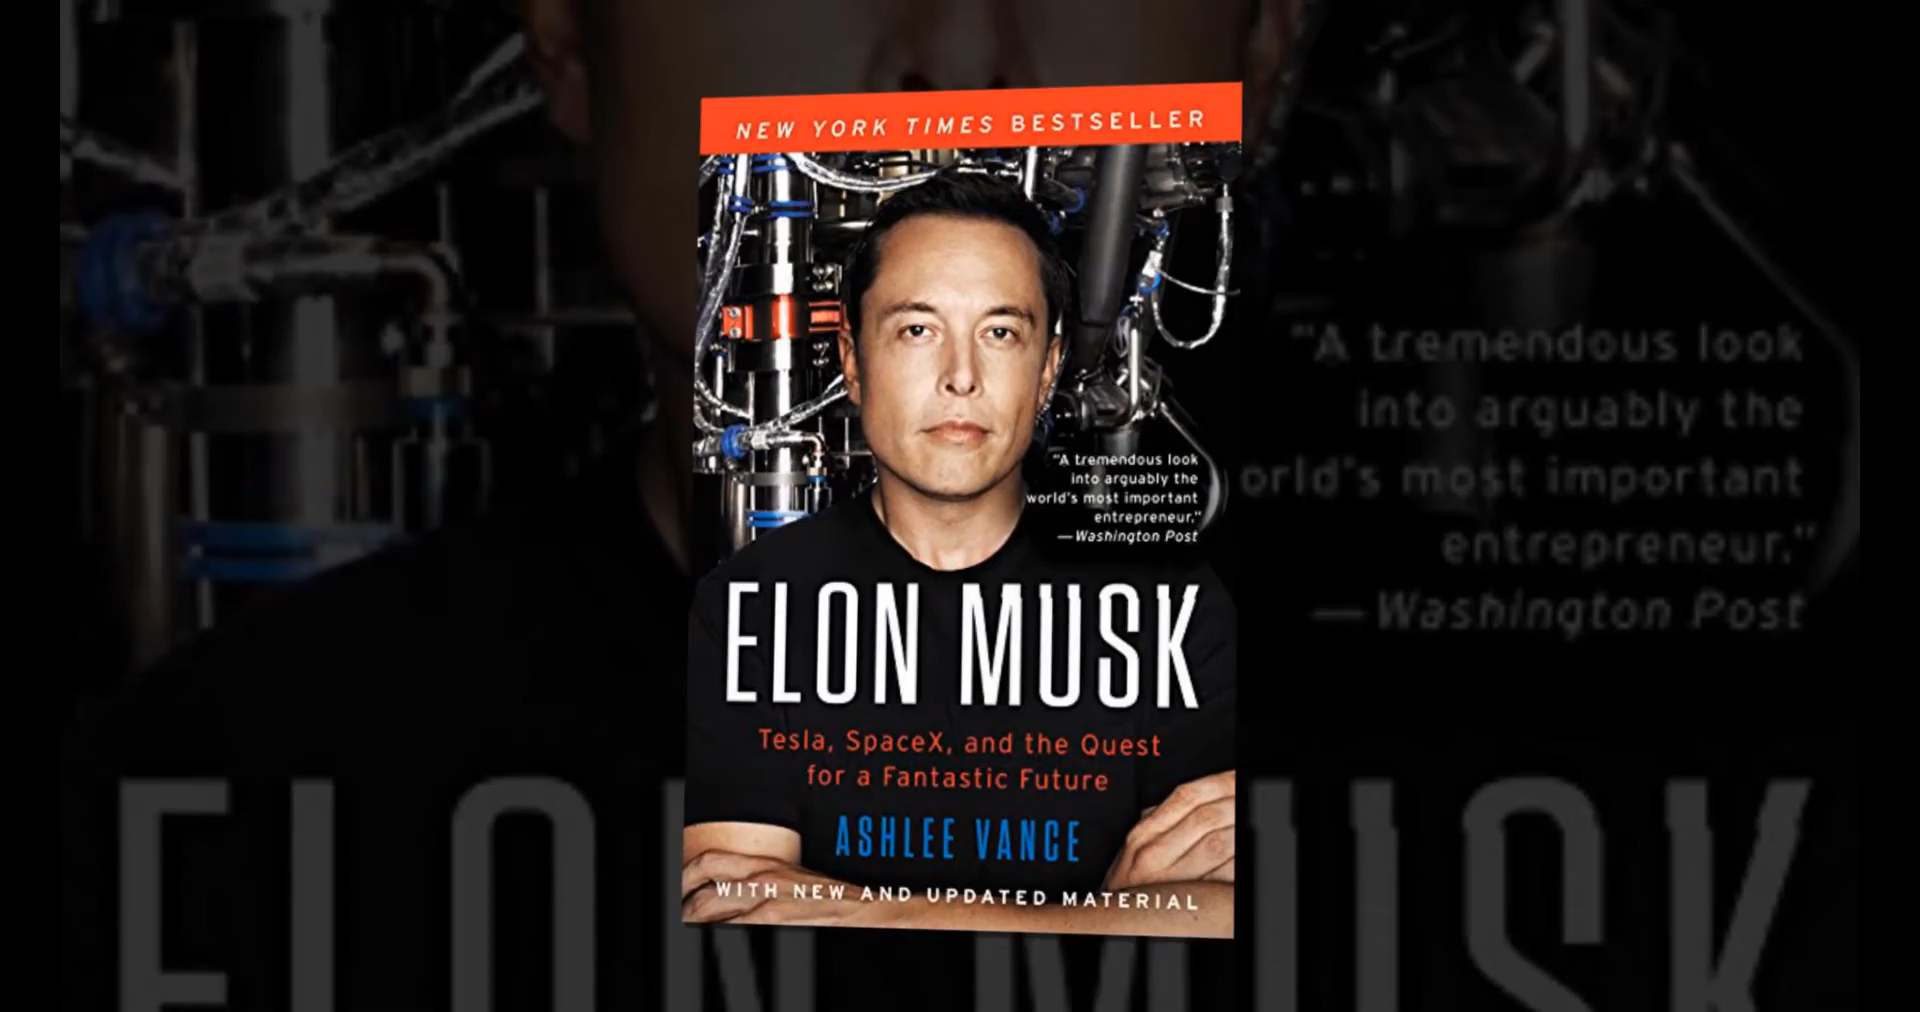 NEW YORK TIMES BESTSELLER
"A tremendous look
into arguably the
world's most important
entrepreneur."
—Washington Post
ELON MUSK
Tesla, SpaceX, and the Quest
for a Fantastic Future
ASHLEE VANCE
WITH NEW AND UPDATED MATERIAL
"A tremendous look
into arguably the
orld's most important
entrepreneur."
—Washington Post
ELON MUSK